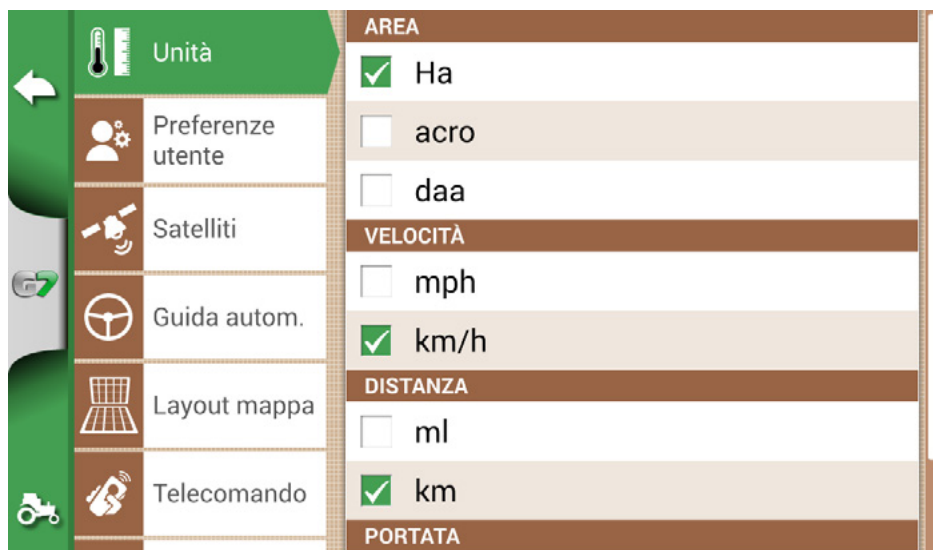 Unità
Preferenze
utente
Satelliti
Guida autom.
Layout mappa
Telecomando
G7
AREA
Ha
acro
daa
VELOCITÀ
mph
km/h
DISTANZA
ml
km
PORTATA